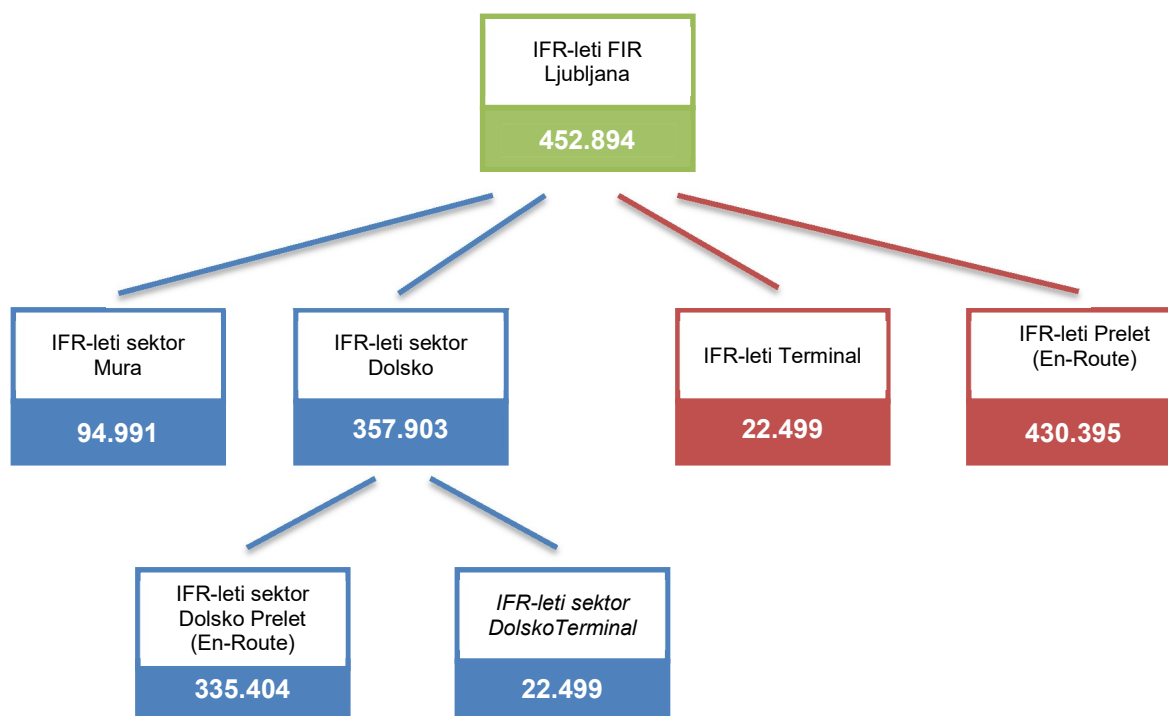 IFR-leti FIR
Ljubljana
452.894
IFR-leti sektor
Mura
94.991
IFR-leti sektor
Dolsko
357.903
IFR-leti Terminal
22.499
IFR-leti Prelet
(En-Route)
430.395
IFR-leti sektor
Dolsko Prelet
(En-Route)
335.404
IFR-leti sektor
DolskoTerminal
22.499